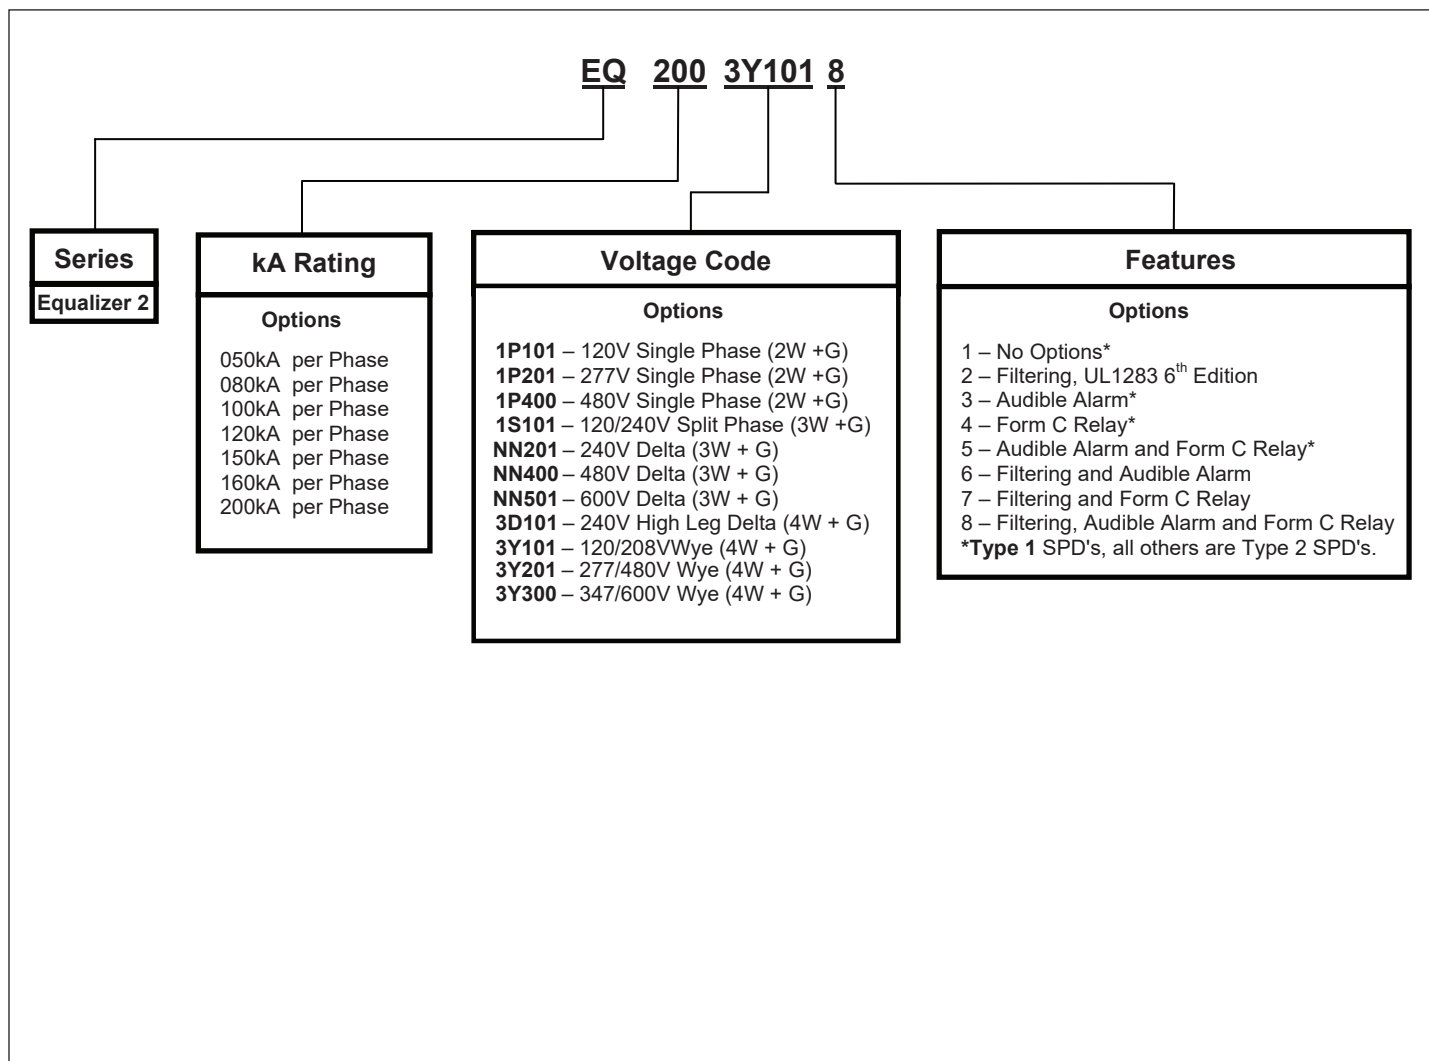 EQ 200 3Y101 8
Series
Equalizer 2
kA Rating
Options
050kA per Phase
080kA per Phase
100kA per Phase
120kA per Phase
150kA per Phase
160kA per Phase
200kA per Phase
Voltage Code
Options
1P101 – 120V Single Phase (2W +G)
1P201 – 277V Single Phase (2W +G)
1P400 – 480V Single Phase (2W +G)
1S101 – 120/240V Split Phase (3W +G)
NN201 – 240V Delta (3W + G)
NN400 – 480V Delta (3W + G)
NN501 – 600V Delta (3W + G)
3D101 – 240V High Leg Delta (4W + G)
3Y101 – 120/208VWye (4W + G)
3Y201 – 277/480V Wye (4W + G)
3Y300 – 347/600V Wye (4W + G)
Features
Options
1 – No Options*
2 – Filtering, UL1283 6th Edition
3 – Audible Alarm*
4 – Form C Relay*
5 – Audible Alarm and Form C Relay*
6 – Filtering and Audible Alarm
7 – Filtering and Form C Relay
8 – Filtering, Audible Alarm and Form C Relay
*Type 1 SPD's, all others are Type 2 SPD's.